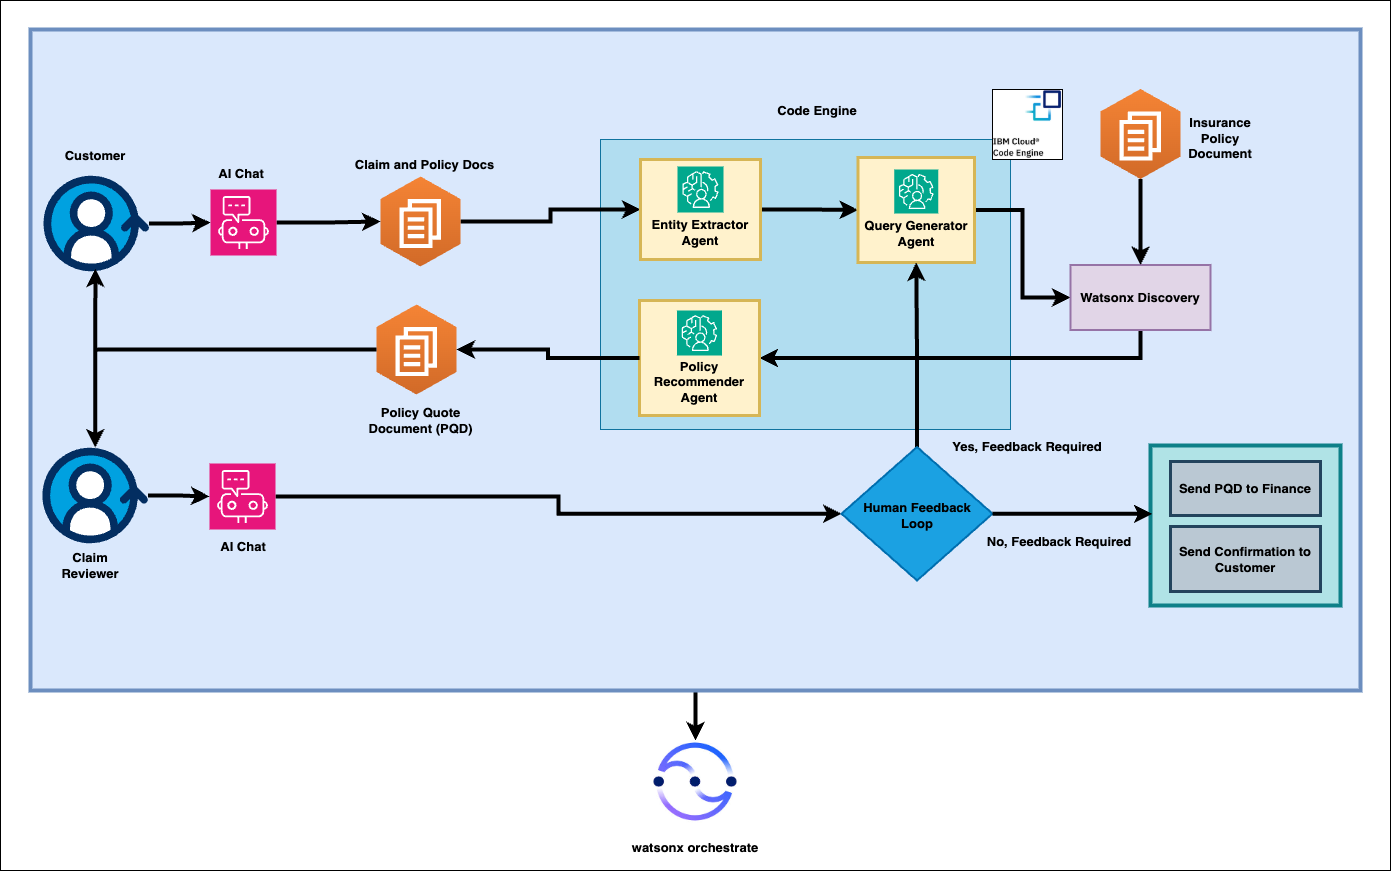 Code Engine
IBM Cloud®
Code Engine
Insurance
Policy
Document
Customer
AI Chat
Claim and Policy Docs
Entity Extractor
Agent
Query Generator
Agent
Watsonx Discovery
Policy
Recommender
Agent
Policy Quote
Document (PQD)
Yes, Feedback Required
Human Feedback
Loop
No, Feedback Required
Send PQD to Finance
Send Confirmation to
Customer
AI Chat
Claim
Reviewer
watsonx orchestrate